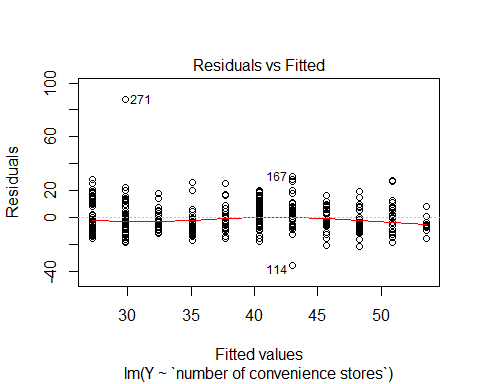 Residuals vs Fitted
Residuals
100
60
20
0
-40
271
167
114
30 35 40 45 50
Fitted values
lm(Y ~ `number of convenience stores`)